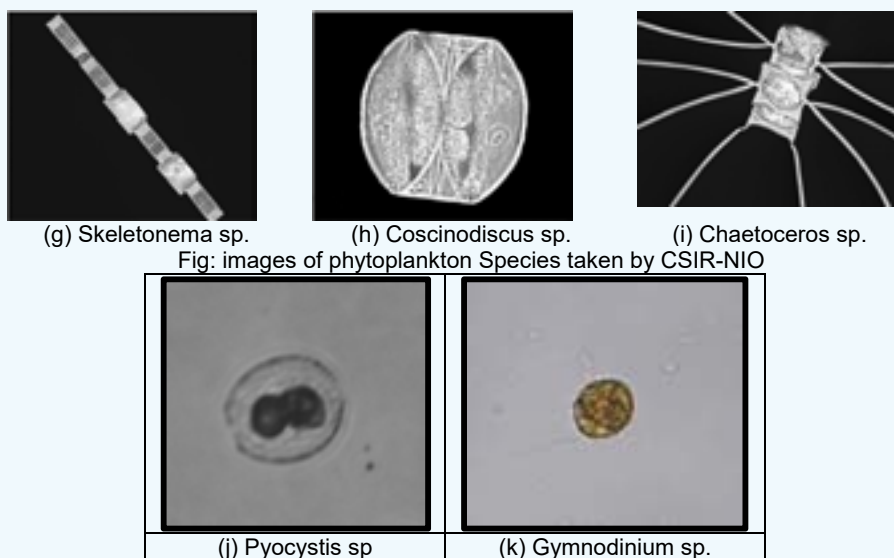 (g) Skeletonema sp. (h) Coscinodiscus sp. (i) Chaetoceros sp.
Fig: images of phytoplankton Species taken by CSIR-NIO
(j) Pyocystis sp (k) Gymnodinium sp.